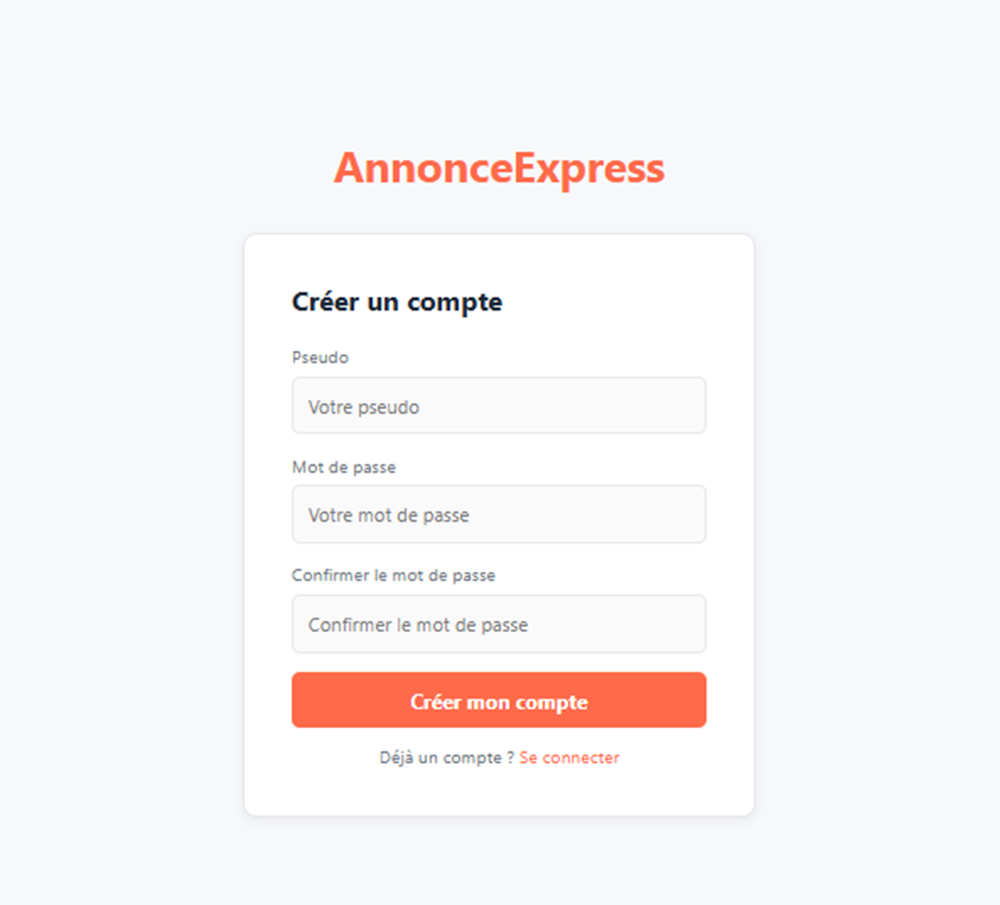 AnnonceExpress
Créer un compte
Pseudo
Votre pseudo
Mot de passe
Votre mot de passe
Confirmer le mot de passe
Confirmer le mot de passe
Créer mon compte
Déjà un compte ? Se connecter